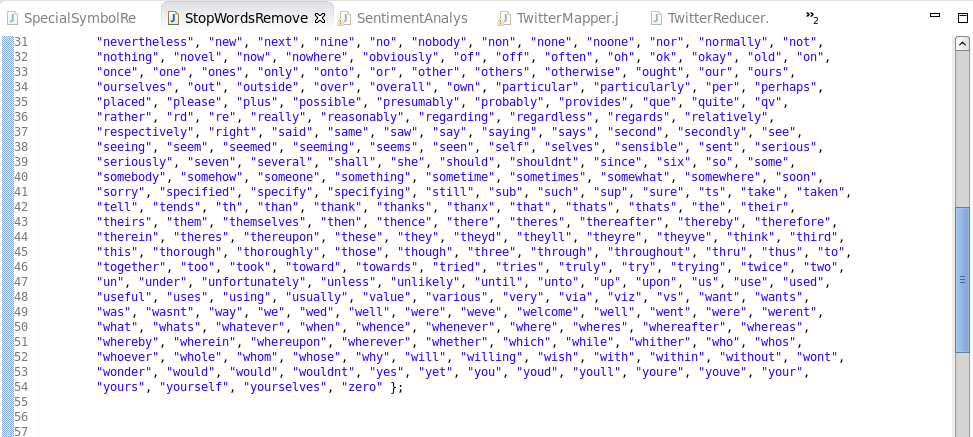 SpecialSymbolRe StopWordsRemove SentimentAnalys TwitterMapper.j TwitterReducer. »2
31 "nevertheless", "new", "next", "nine", "no", "nobody", "non", "none", "noone", "nor", "normally", "not",
32 "nothing", "novel", "now", "nowhere", "obviously", "of", "off", "often", "oh", "ok", "okay", "old", "on",
33 "once", "one", "ones", "only", "onto", "or", "other", "others", "otherwise", "ought", "our", "ours",
34 "ourselves", "out", "outside", "over", "overall", "own", "particular", "particularly", "per", "perhaps",
35 "placed", "please", "plus", "possible", "presumably", "probably", "provides", "que", "quite", "qv",
36 "rather", "rd", "re", "really", "reasonably", "regarding", "regardless", "regards", "relatively",
37 "respectively", "right", "said", "same", "saw", "say", "saying", "says", "second", "secondly", "see",
38 "seeing", "seem", "seemed", "seeming", "seems", "seen", "self", "selves", "sensible", "sent", "serious",
39 "seriously", "seven", "several", "shall", "she", "should", "shouldnt", "since", "six", "so", "some",
40 "somebody", "somehow", "someone", "something", "sometime", "sometimes", "somewhat", "somewhere", "soon",
41 "sorry", "specified", "specify", "specifying", "still", "sub", "such", "sup", "sure", "ts", "take", "taken",
42 "tell", "tends", "th", "than", "thank", "thanks", "thanx", "that", "thats", "thats", "the", "their",
43 "theirs", "them", "themselves", "then", "thence", "there", "theres", "thereafter", "thereby", "therefore",
44 "therein", "theres", "thereupon", "these", "they", "theyd", "theyll", "theyre", "theyve", "think", "third",
45 "this", "thorough", "thoroughly", "those", "though", "three", "through", "throughout", "thru", "thus", "to",
46 "together", "too", "took", "toward", "towards", "tried", "tries", "truly", "try", "trying", "twice", "two",
47 "un", "under", "unfortunately", "unless", "unlikely", "until", "unto", "up", "upon", "us", "use", "used",
48 "useful", "uses", "using", "usually", "value", "various", "very", "via", "viz", "vs", "want", "wants",
49 "was", "wasnt", "way", "we", "wed", "well", "were", "weve", "welcome", "well", "went", "were", "werent",
50 "what", "whats", "whatever", "when", "whence", "whenever", "where", "wheres", "whereafter", "whereas",
51 "whereby", "wherein", "whereupon", "wherever", "whether", "which", "while", "whither", "who", "whos",
52 "whoever", "whole", "whom", "whose", "why", "will", "willing", "wish", "with", "within", "without", "wont",
53 "wonder", "would", "would", "wouldnt", "yes", "yet", "you", "youd", "youll", "youre", "youve", "your",
54 "yours", "yourself", "yourselves", "zero" };
55
56
57